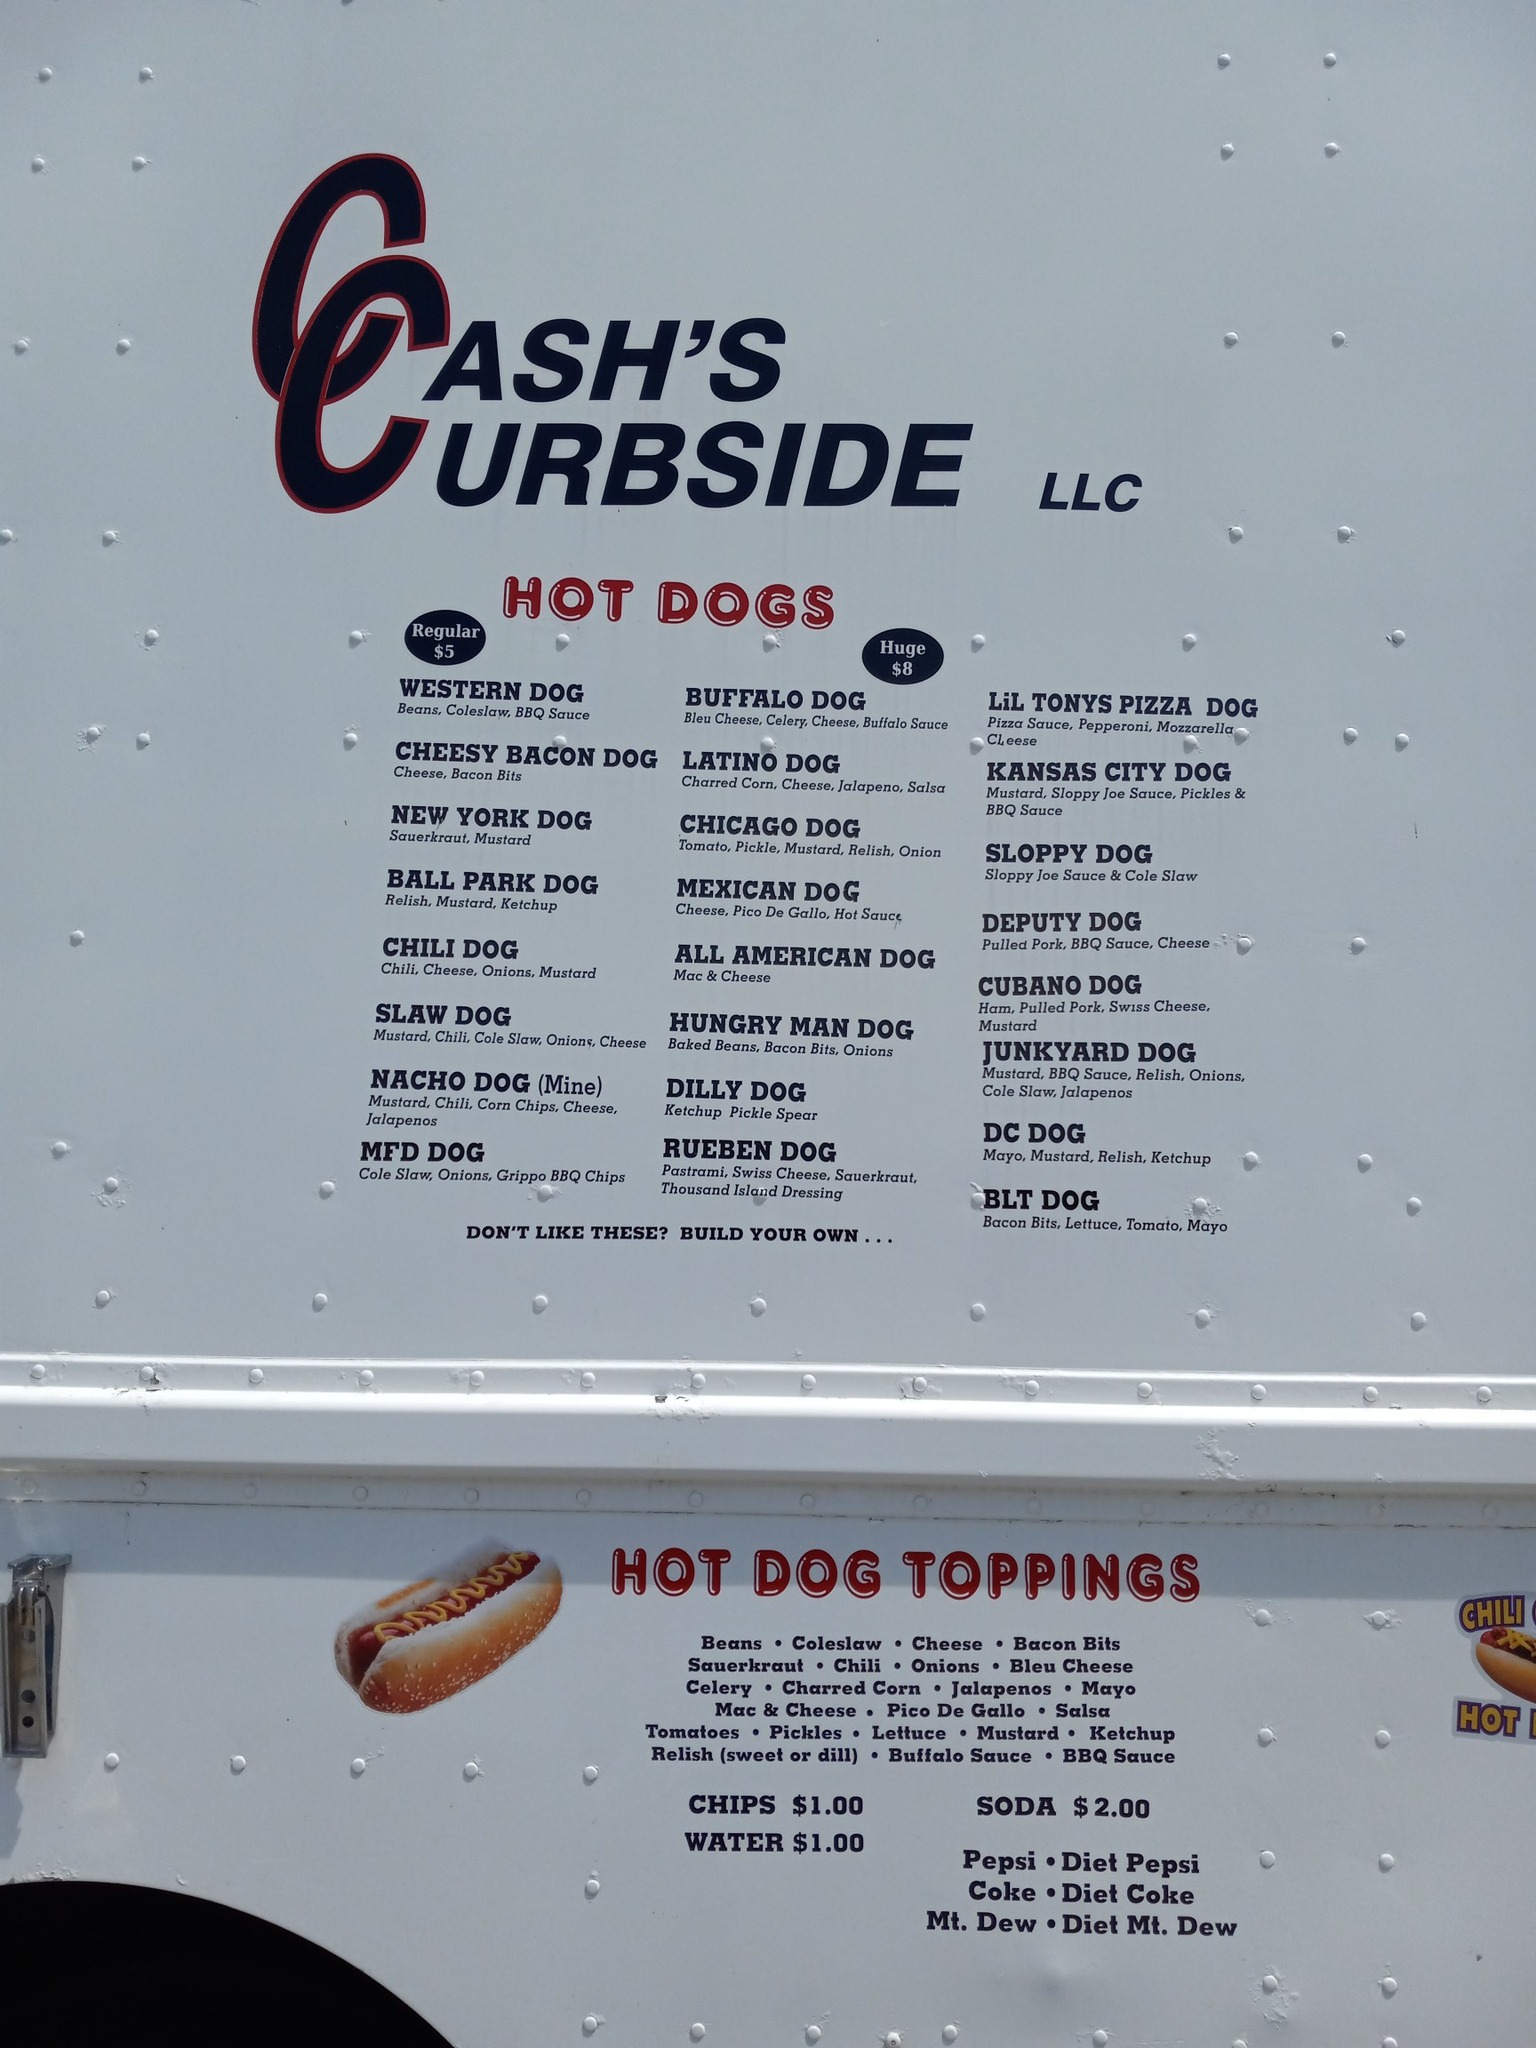 CASH'S
CURBSIDE LLC
HOT DOGS
Regular
$5
Huge
$8
WESTERN DOG
Beans, Coleslaw, BBQ Sauce
CHEESY BACON DOG
Cheese, Bacon Bits
NEW YORK DOG
Sauerkraut, Mustard
BALL PARK DOG
Relish, Mustard, Ketchup
CHILI DOG
Chili, Cheese, Onions, Mustard
SLAW DOG
Mustard, Chili, Cole Slaw, Onions, Cheese
NACHO DOG (Mine)
Mustard, Chili, Corn Chips, Cheese,
Jalapenos
MFD DOG
Cole Slaw, Onions, Grippo BBQ Chips
BUFFALO DOG
Bleu Cheese, Celery, Cheese, Buffalo Sauce
LATINO DOG
Charred Corn, Cheese, Jalapeno, Salsa
CHICAGO DOG
Tomato, Pickle, Mustard, Relish, Onion
MEXICAN DOG
Cheese, Pico De Gallo, Hot Sauce
ALL AMERICAN DOG
Mac & Cheese
HUNGRY MAN DOG
Baked Beans, Bacon Bits, Onions
DILLY DOG
Ketchup Pickle Spear
RUEBEN DOG
Pastrami, Swiss Cheese, Sauerkraut,
Thousand Island Dressing
LiL TONYS PIZZA DOG
Pizza Sauce, Pepperoni, Mozzarella
Cheese
KANSAS CITY DOG
Mustard, Sloppy Joe Sauce, Pickles &
BBQ Sauce
SLOPPY DOG
Sloppy Joe Sauce & Cole Slaw
DEPUTY DOG
Pulled Pork, BBQ Sauce, Cheese
CUBANO DOG
Ham, Pulled Pork, Swiss Cheese,
Mustard
JUNKYARD DOG
Mustard, BBQ Sauce, Relish, Onions,
Cole Slaw, Jalapenos
DC DOG
Mayo, Mustard, Relish, Ketchup
BLT DOG
Bacon Bits, Lettuce, Tomato, Mayo
DON'T LIKE THESE? BUILD YOUR OWN . . .
HOT DOG TOPPINGS
Beans • Coleslaw • Cheese • Bacon Bits
Sauerkraut • Chili • Onions • Bleu Cheese
Celery • Charred Corn • Jalapenos • Mayo
Mac & Cheese • Pico De Gallo • Salsa
Tomatoes • Pickles • Lettuce • Mustard • Ketchup
Relish (sweet or dill) • Buffalo Sauce • BBQ Sauce
CHIPS $1.00
WATER $1.00
SODA $2.00
Pepsi • Diet Pepsi
Coke • Diet Coke
Mt. Dew • Diet Mt. Dew
CHILI
HOT